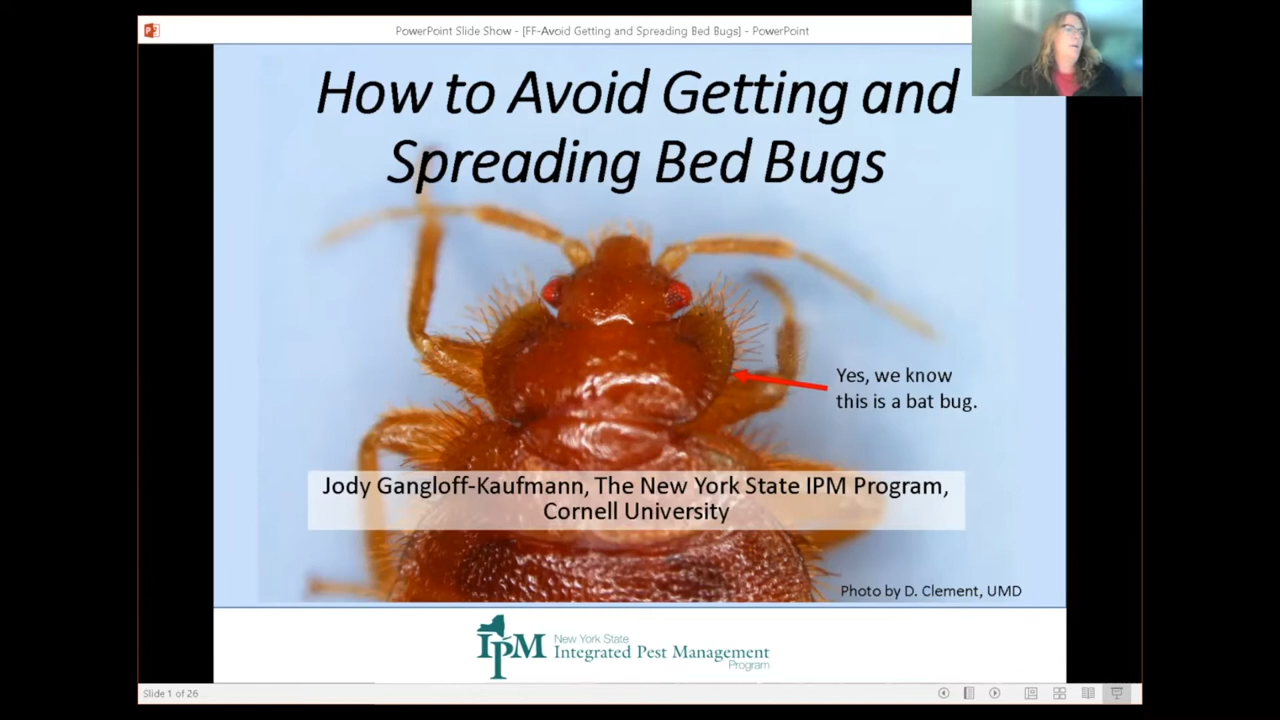 PowerPoint Slide Show - [FF-Avoid Getting and Spreading Bed Bugs] - PowerPoint
How to Avoid Getting and
Spreading Bed Bugs
Yes, we know
this is a bat bug.
Jody Gangloff-Kaufmann, The New York State IPM Program,
Cornell University
Photo by D. Clement, UMD
IPM
New York State
Integrated Pest Management
Program
Slide 1 of 26